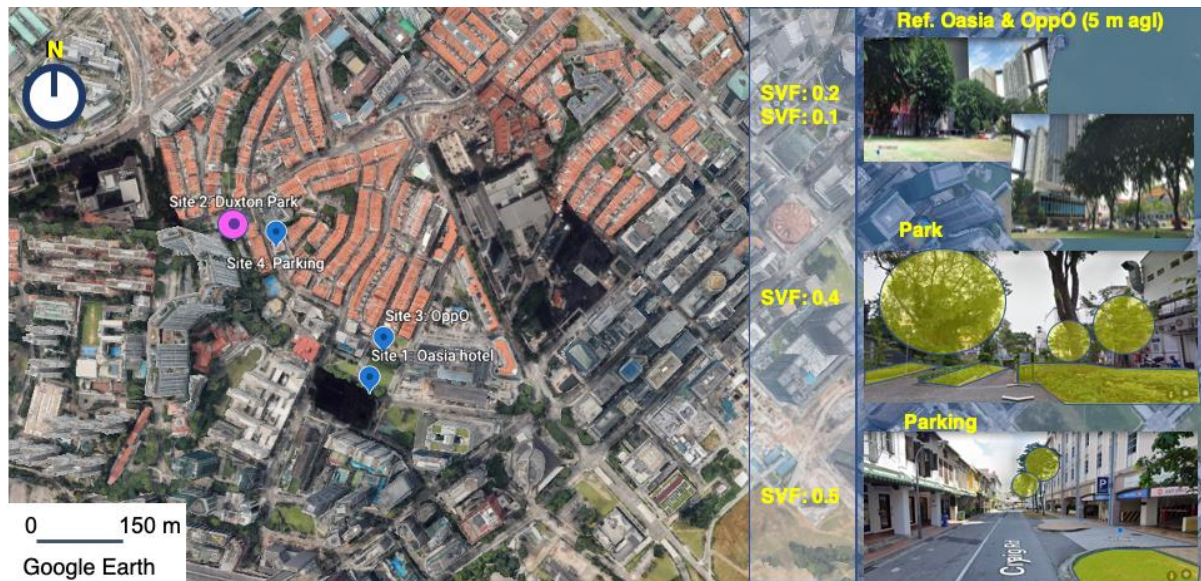 N
Site 2: Duxton Park
Site 4: Parking
Site 3: OppO
Site 1: Oasia hotel
0 150 m
Google Earth
SVF: 0.2
SVF: 0.1
SVF: 0.4
SVF: 0.5
Ref. Oasia & OppO (5 m agl)
Park
Parking
P